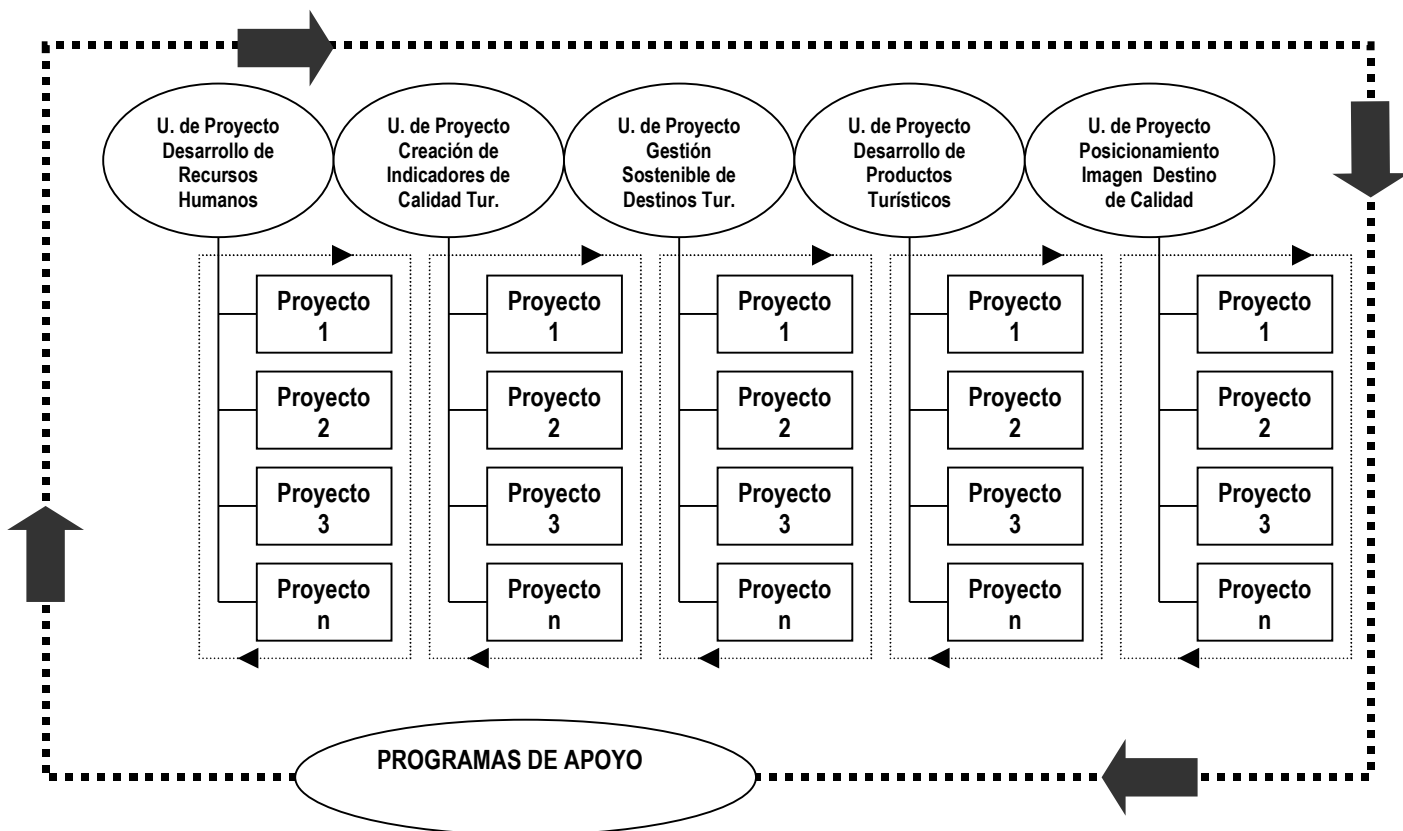 U. de Proyecto
Desarrollo de
Recursos
Humanos
U. de Proyecto
Creación de
Indicadores de
Calidad Tur.
U. de Proyecto
Gestión
Sostenible de
Destinos Tur.
U. de Proyecto
Desarrollo de
Productos
Turísticos
U. de Proyecto
Posicionamiento
Imagen Destino
de Calidad
Proyecto
1
Proyecto
2
Proyecto
3
Proyecto
n
Proyecto
1
Proyecto
2
Proyecto
3
Proyecto
n
Proyecto
1
Proyecto
2
Proyecto
3
Proyecto
n
Proyecto
1
Proyecto
2
Proyecto
3
Proyecto
n
Proyecto
1
Proyecto
2
Proyecto
3
Proyecto
n
PROGRAMAS DE APOYO